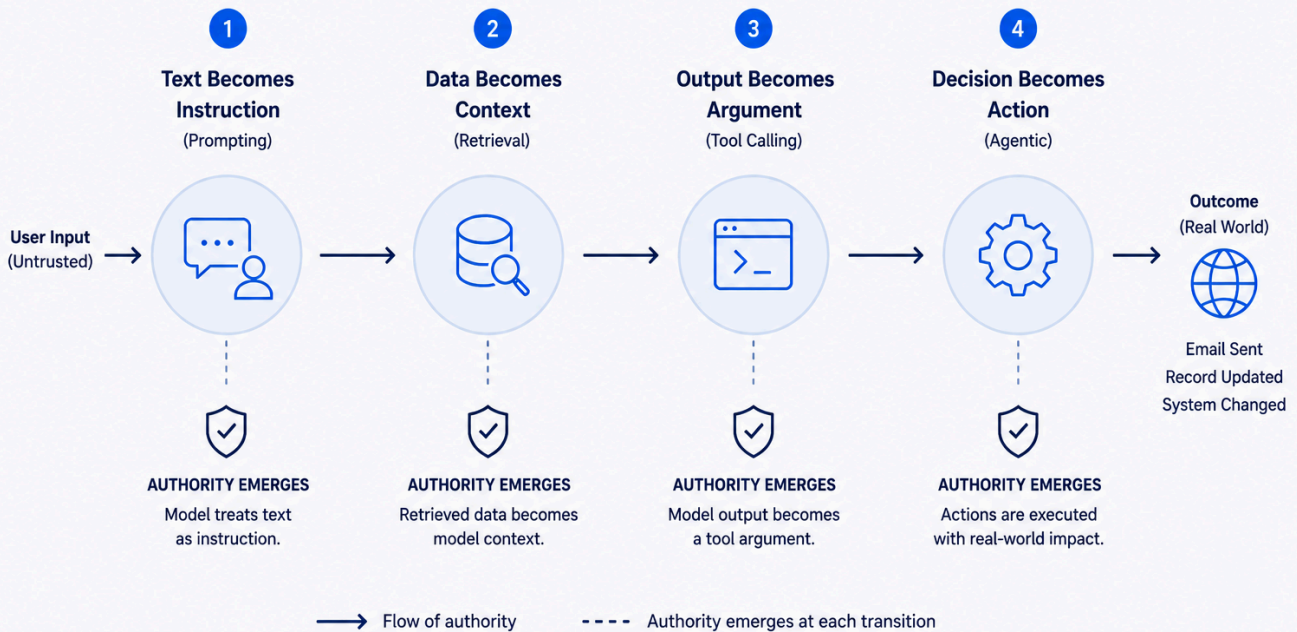 1
Text Becomes
Instruction
(Prompting)
2
Data Becomes
Context
(Retrieval)
3
Output Becomes
Argument
(Tool Calling)
4
Decision Becomes
Action
(Agentic)
User Input
(Untrusted)
Outcome
(Real World)
Email Sent
Record Updated
System Changed
AUTHORITY EMERGES
Model treats text
as instruction.
AUTHORITY EMERGES
Retrieved data becomes
model context.
AUTHORITY EMERGES
Model output becomes
a tool argument.
AUTHORITY EMERGES
Actions are executed
with real-world impact.
Flow of authority
Authority emerges at each transition